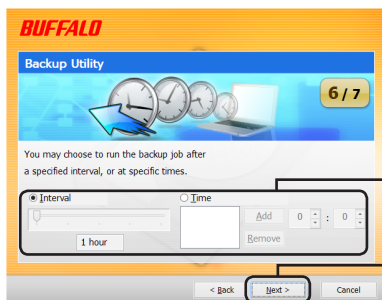 BUFFALO
Backup Utility
6 / 7
You may choose to run the backup job after
a specified interval, or at specific times.
Interval
Time
Add 0 : 0
1 hour
Remove
< Back Next > Cancel